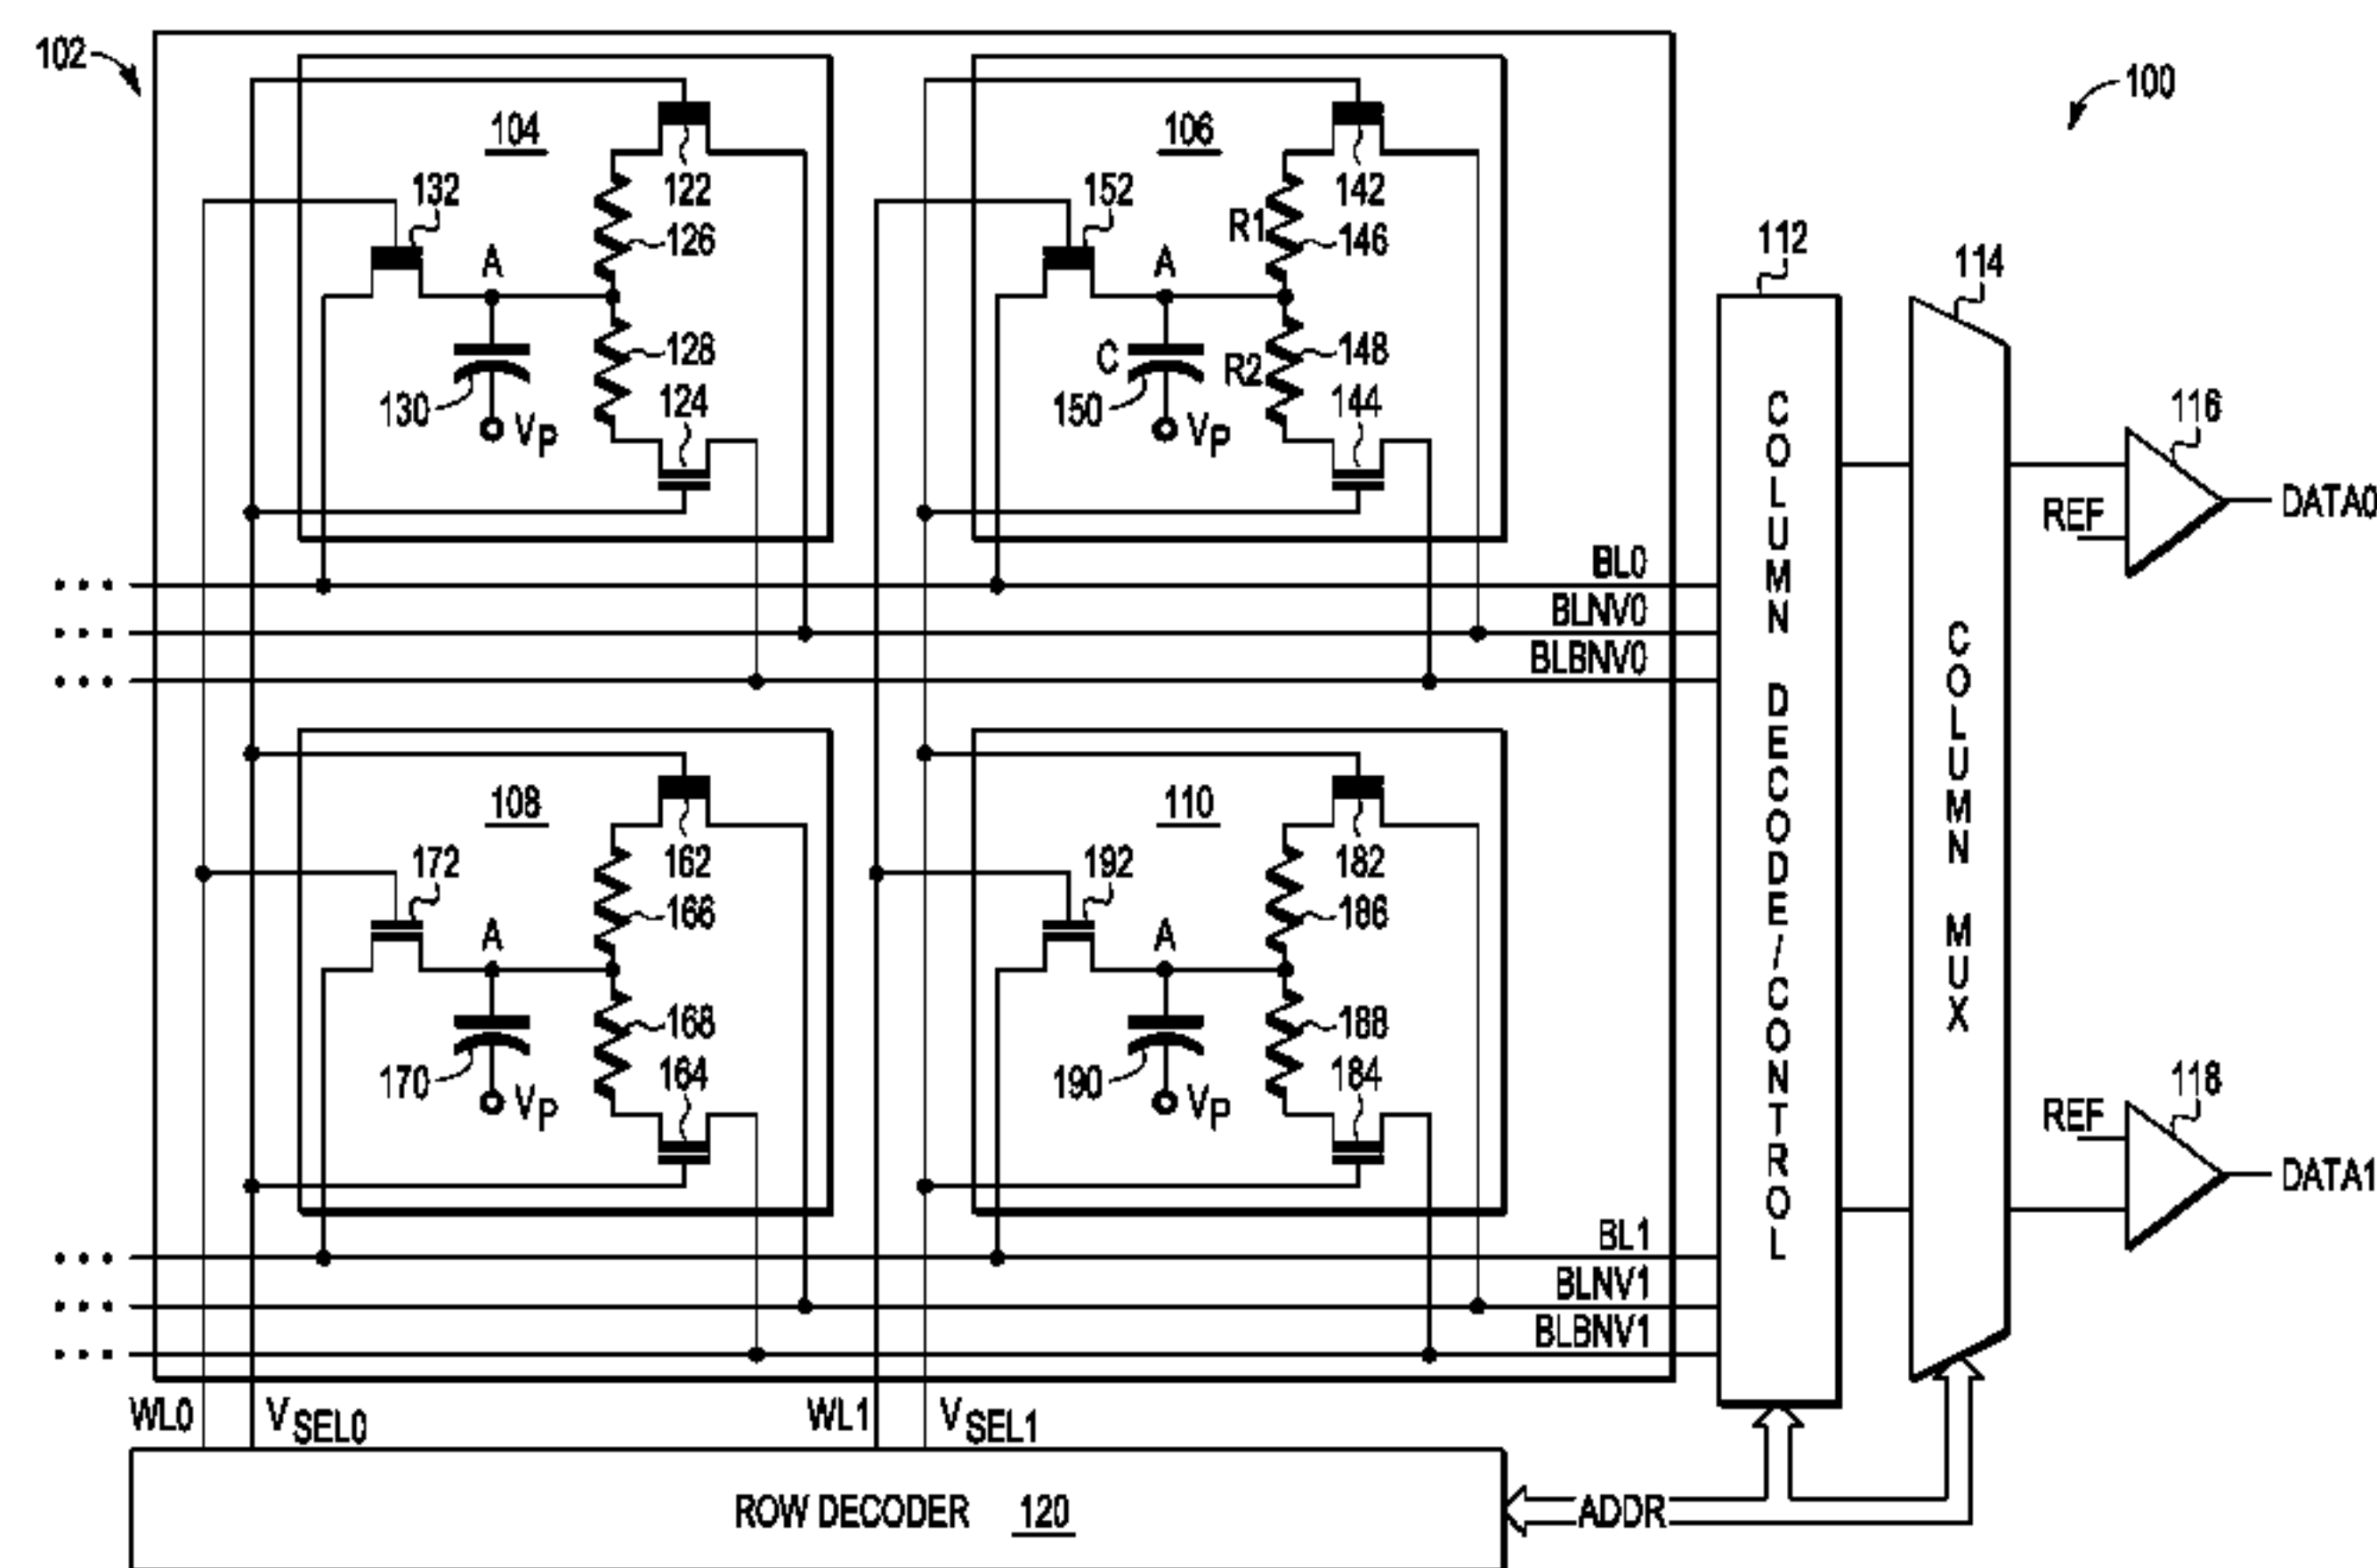 102
100
104
106
132
122
152
142
126
R1
146
112
114
A
A
128
C
R2
148
130
124
150
144
116
VP
VP
REF
DATA0
BL0
BLNV0
BLBNV0
COLUMN DECODE/CONTROL
COLUMN MUX
108
110
172
162
192
182
166
186
A
A
168
188
170
164
190
184
118
VP
VP
REF
DATA1
BL1
BLNV1
BLBNV1
WL0
VSEL0
WL1
VSEL1
ROW DECODER 120
ADDR